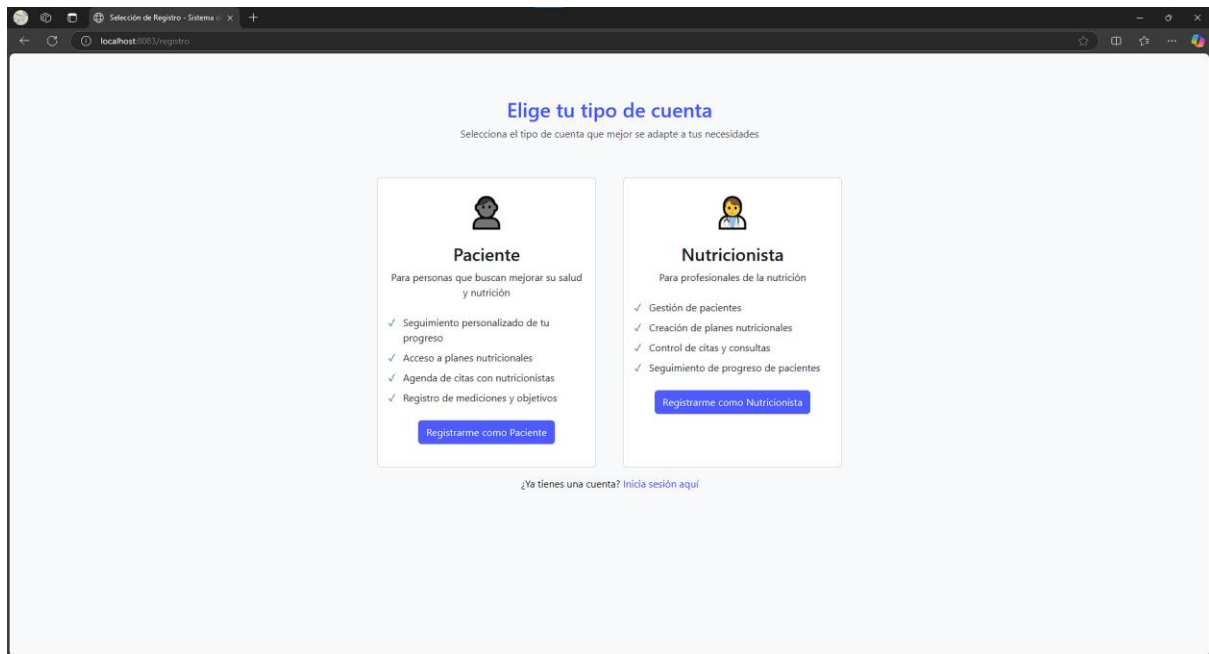 Selección de Registro - Sistema
localhost:8083/registro
Elige tu tipo de cuenta
Selecciona el tipo de cuenta que mejor se adapte a tus necesidades
Paciente
Para personas que buscan mejorar su salud
y nutrición
✓ Seguimiento personalizado de tu
progreso
✓ Acceso a planes nutricionales
✓ Agenda de citas con nutricionistas
✓ Registro de mediciones y objetivos
Registrarme como Paciente
Nutricionista
Para profesionales de la nutrición
✓ Gestión de pacientes
✓ Creación de planes nutricionales
✓ Control de citas y consultas
✓ Seguimiento de progreso de pacientes
Registrarme como Nutricionista
¿Ya tienes una cuenta? Inicia sesión aquí